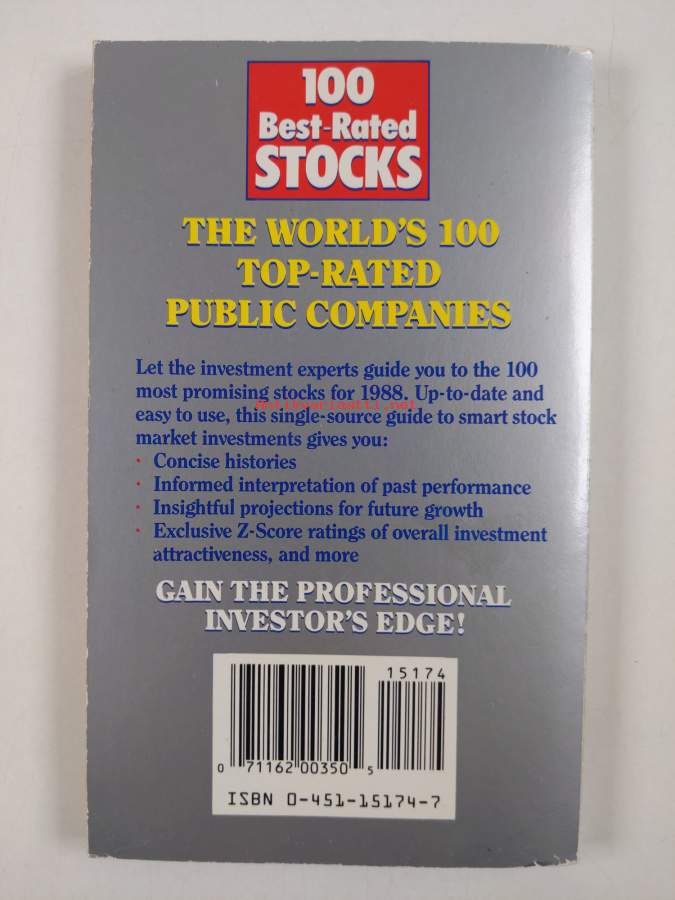 100
Best-Rated
STOCKS
THE WORLD'S 100
TOP-RATED
PUBLIC COMPANIES
Let the investment experts guide you to the 100
most promising stocks for 1988. Up-to-date and
antikvariaatti.net
easy to use, this single-source guide to smart stock
market investments gives you:
· Concise histories
· Informed interpretation of past performance
· Insightful projections for future growth
· Exclusive Z-Score ratings of overall investment
attractiveness, and more
GAIN THE PROFESSIONAL
INVESTOR'S EDGE!
15174
0 71162 00350 5
ISBN 0-451-15174-7